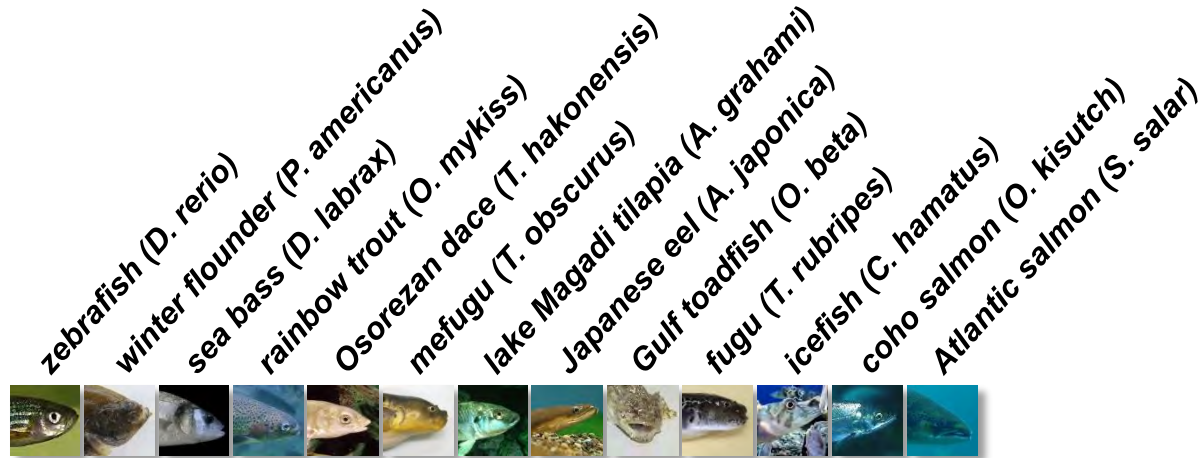 zebrafish (D. rerio)
winter flounder (P. americanus)
sea bass (D. labrax)
rainbow trout (O. mykiss)
Osorezan dace (T. hakonensis)
mefugu (T. obscurus)
lake Magadi tilapia (A. grahami)
Japanese eel (A. japonica)
Gulf toadfish (O. beta)
fugu (T. rubripes)
icefish (C. hamatus)
coho salmon (O. kisutch)
Atlantic salmon (S. salar)